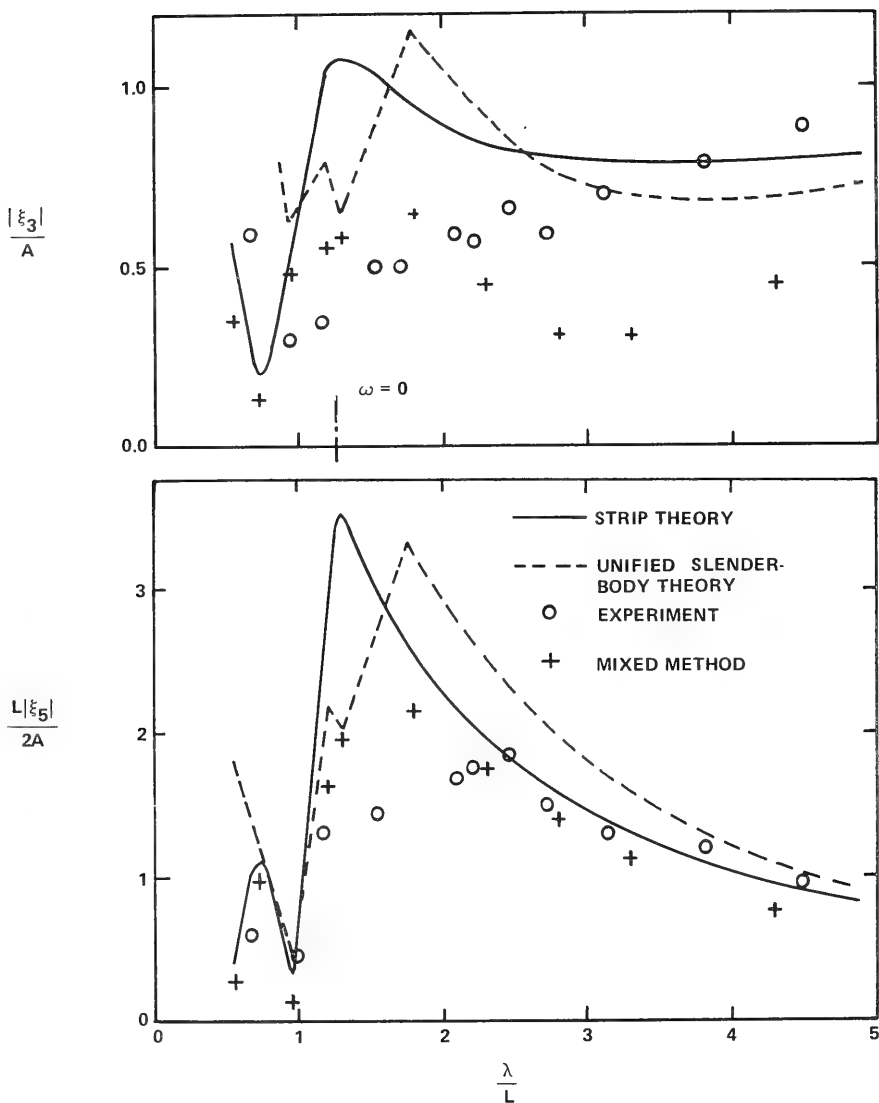 1.0
|ξ3|
A
0.5
ω = 0
0.0
STRIP THEORY
UNIFIED SLENDER-
BODY THEORY
EXPERIMENT
MIXED METHOD
3
L|ξ5|
2A
2
1
0
0 1 2 3 4 5
λ
L